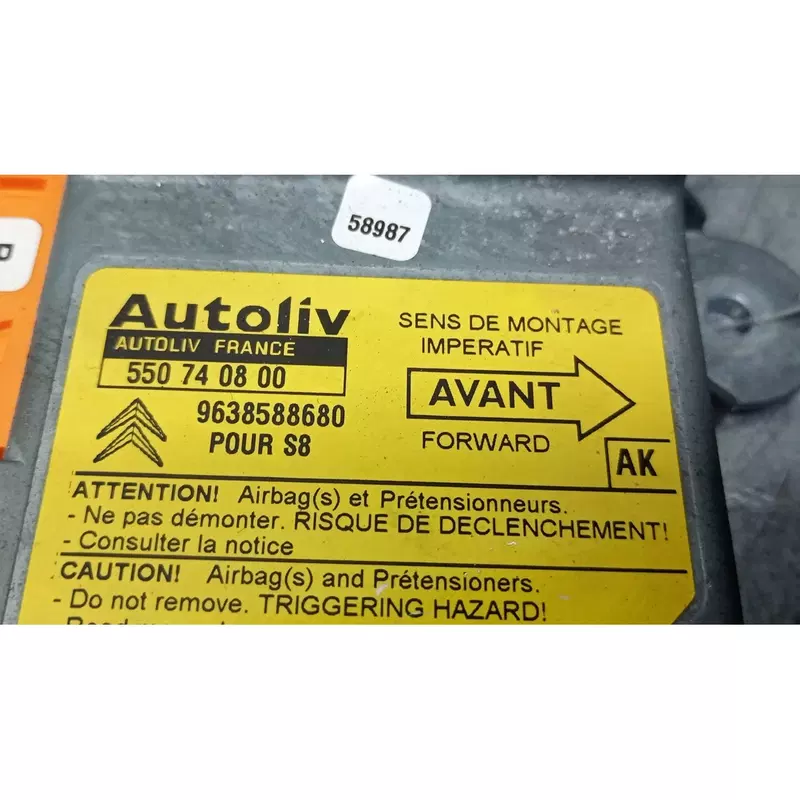 58987
Autoliv
AUTOLIV FRANCE
550 74 08 00
9638588680
POUR S8
SENS DE MONTAGE
IMPERATIF
AVANT
FORWARD
AK
ATTENTION! Airbag(s) et Prétensionneurs.
- Ne pas démonter. RISQUE DE DECLENCHEMENT!
- Consulter la notice
CAUTION! Airbag(s) and Prétensioners.
- Do not remove. TRIGGERING HAZARD!